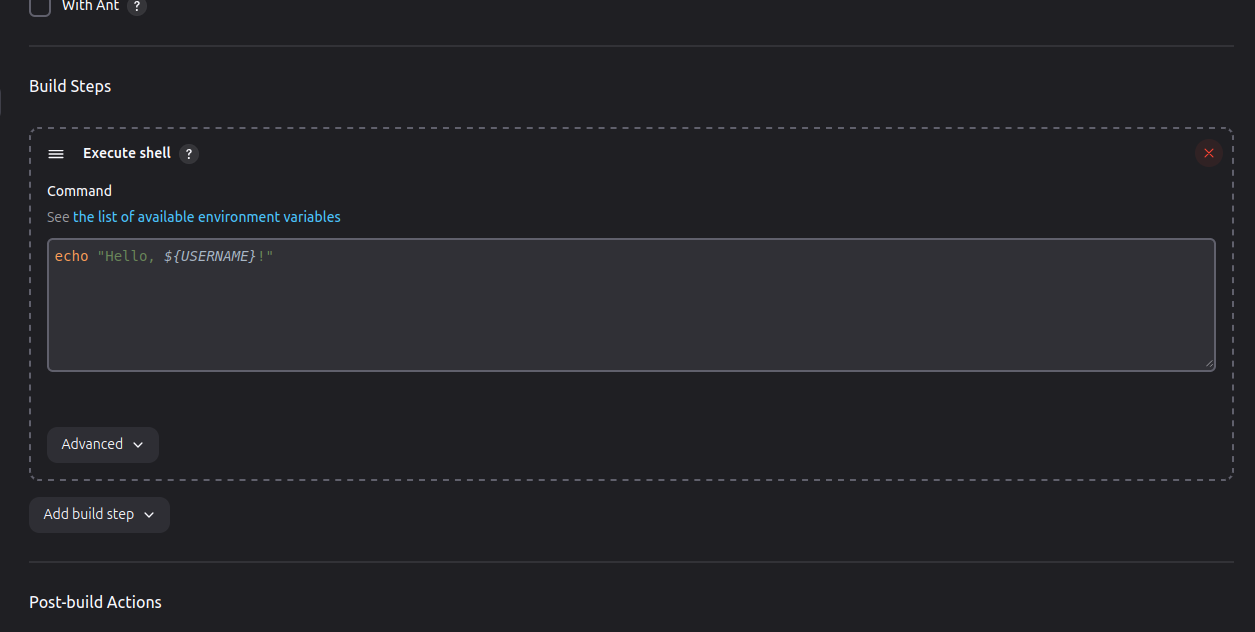 With Ant ?
Build Steps
Execute shell ?
Command
See the list of available environment variables
echo "Hello, ${USERNAME}!"
Advanced
Add build step
Post-build Actions